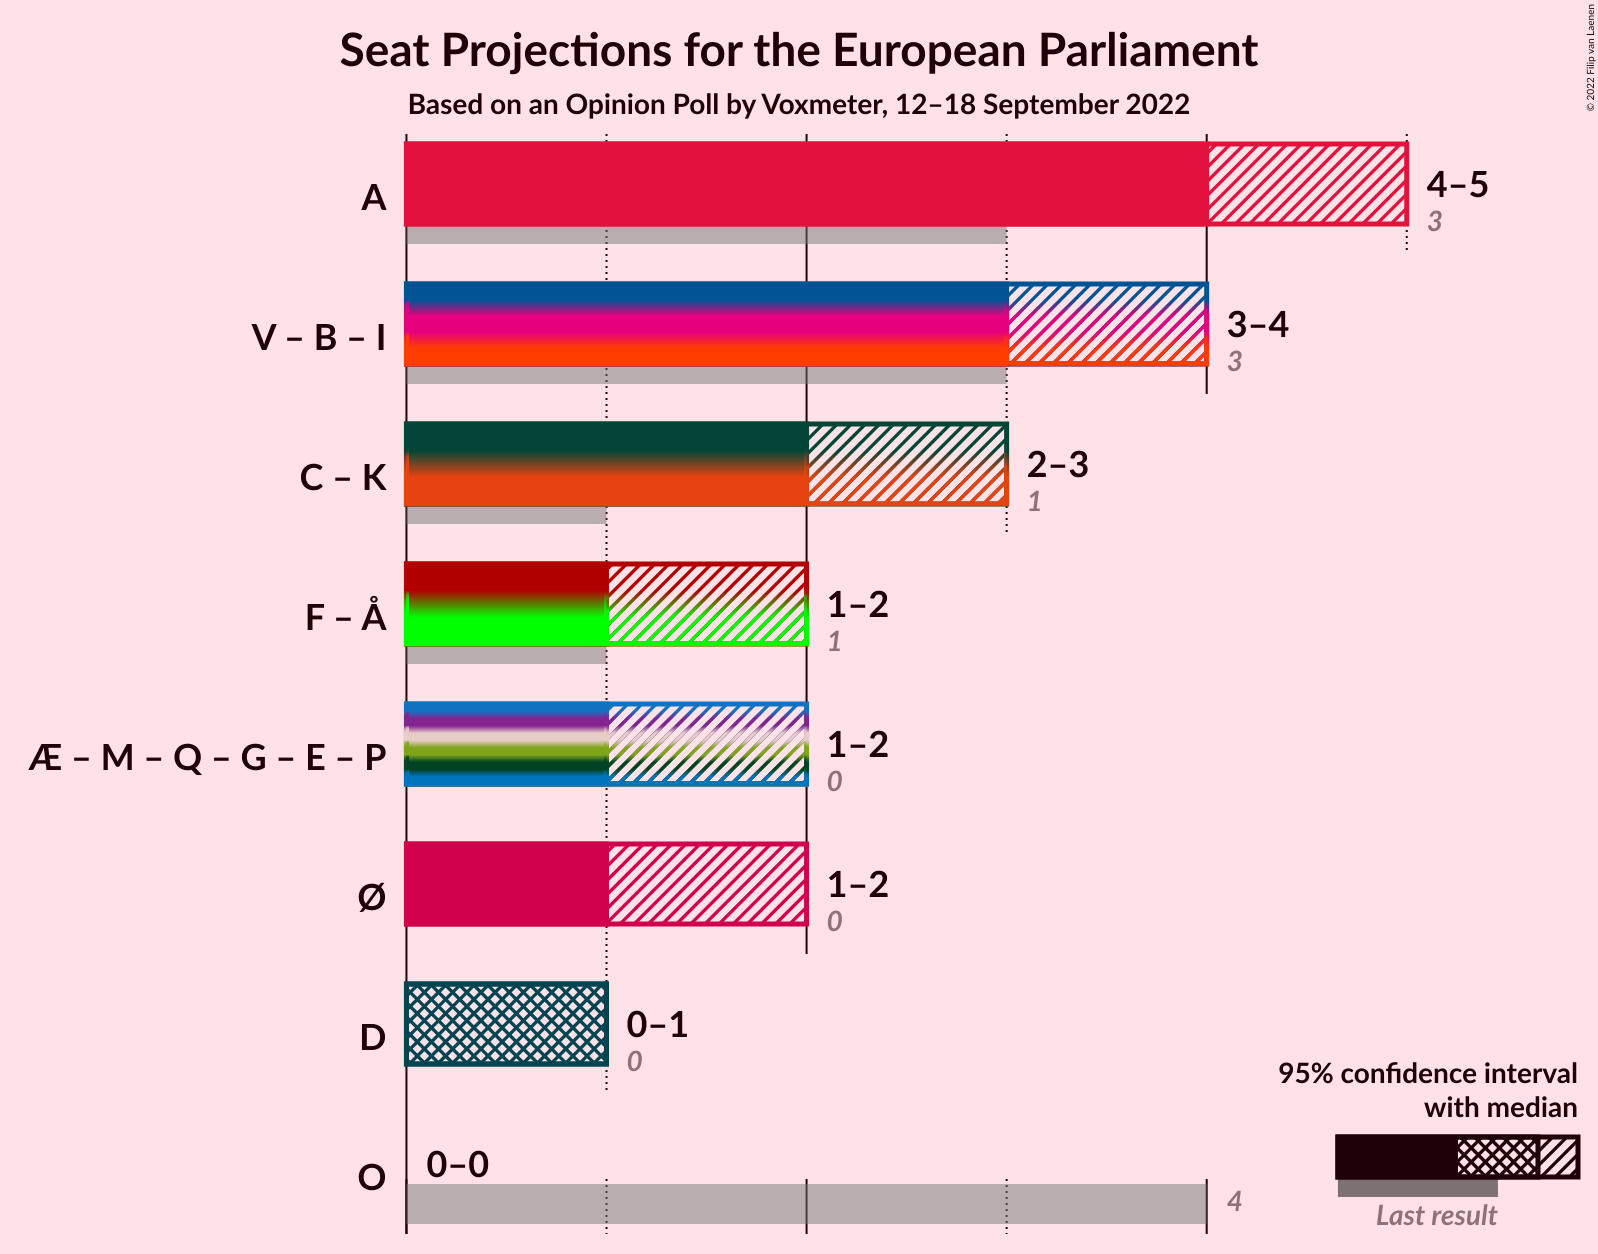 Seat Projections for the European Parliament
Based on an Opinion Poll by Voxmeter, 12–18 September 2022
© 2022 Filip van Laenen
A
4–5
3
V – B – I
3–4
3
C – K
2–3
1
F – Å
1–2
1
Æ – M – Q – G – E – P
1–2
0
Ø
1–2
0
D
0–1
0
O
0–0
4
95% confidence interval
with median
Last result